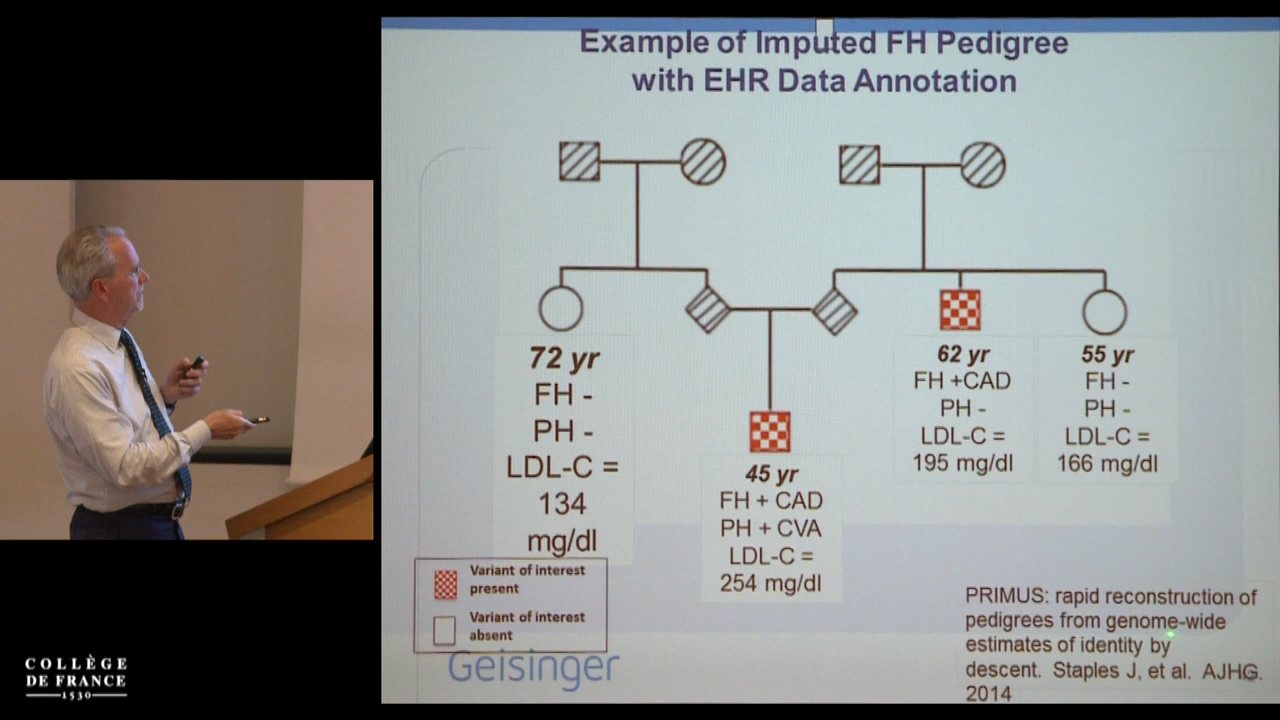 Example of Imputed FH Pedigree
with EHR Data Annotation
72 yr
FH -
PH -
LDL-C =
134
mg/dl
45 yr
FH + CAD
PH + CVA
LDL-C =
254 mg/dl
62 yr
FH +CAD
PH -
LDL-C =
195 mg/dl
55 yr
FH -
PH -
LDL-C =
166 mg/dl
Variant of interest
present
Variant of interest
absent
Geisinger
PRIMUS: rapid reconstruction of
pedigrees from genome-wide
estimates of identity by
descent. Staples J, et al. AJHG.
2014
COLLÈGE
DE FRANCE
1530